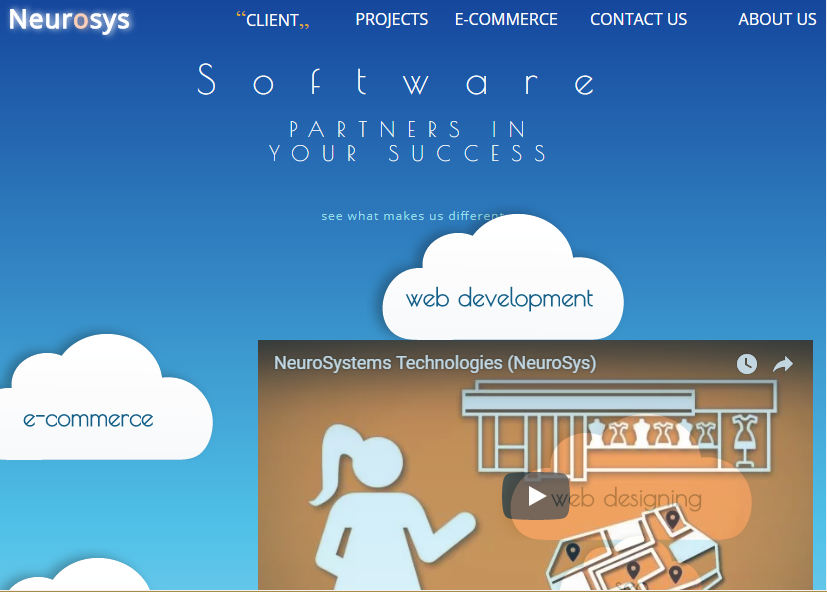 Neurosys
“CLIENT„
PROJECTS
E-COMMERCE
CONTACT US
ABOUT US
Software
PARTNERS IN
YOUR SUCCESS
see what makes us different
web development
NeuroSystems Technologies (NeuroSys)
e-commerce
web designing